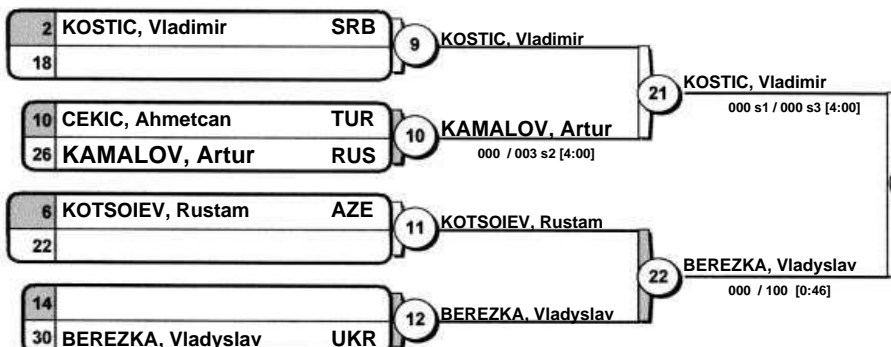 2 KOSTIC, Vladimir SRB
18
9 KOSTIC, Vladimir
10 CEKIC, Ahmetcan TUR
26 KAMALOV, Artur RUS
10 KAMALOV, Artur
000 / 003 s2 [4:00]
21 KOSTIC, Vladimir
000 s1 / 000 s3 [4:00]
6 KOTSOIEV, Rustam AZE
22
11 KOTSOIEV, Rustam
14
30 BEREZKA, Vladyslav UKR
12 BEREZKA, Vladyslav
22 BEREZKA, Vladyslav
000 / 100 [0:46]